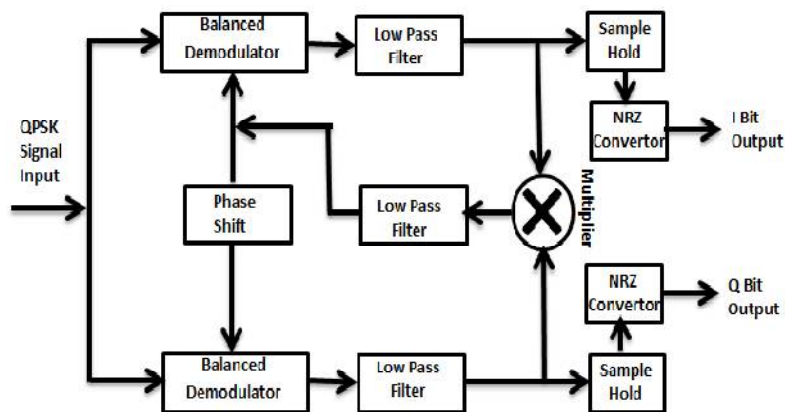 Balanced
Demodulator
Low Pass
Filter
Sample
Hold
NRZ
Convertor
I Bit
Output
QPSK
Signal
Input
Phase
Shift
Low Pass
Filter
Multiplier
NRZ
Convertor
Q Bit
Output
Balanced
Demodulator
Low Pass
Filter
Sample
Hold